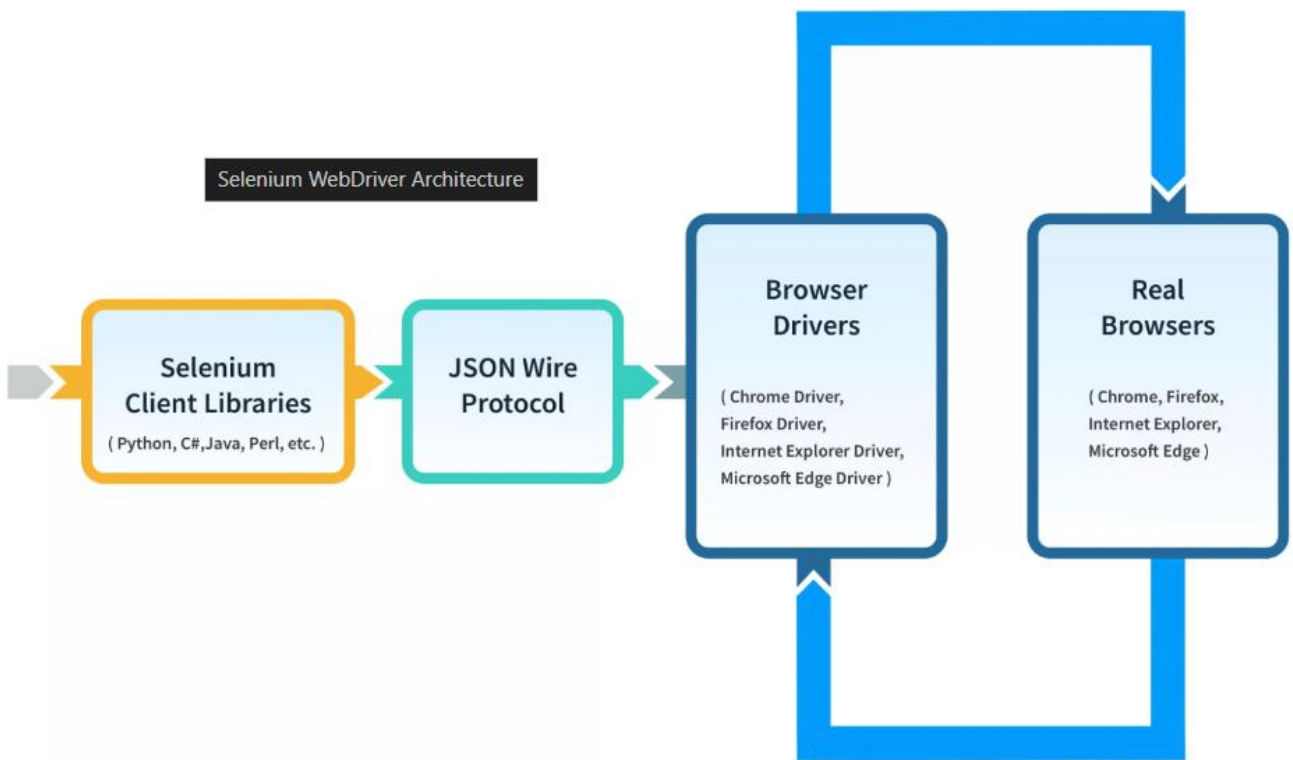 Selenium WebDriver Architecture
Selenium
Client Libraries
( Python, C#,Java, Perl, etc. )
JSON Wire
Protocol
Browser
Drivers
( Chrome Driver,
Firefox Driver,
Internet Explorer Driver,
Microsoft Edge Driver )
Real
Browsers
( Chrome, Firefox,
Internet Explorer,
Microsoft Edge )